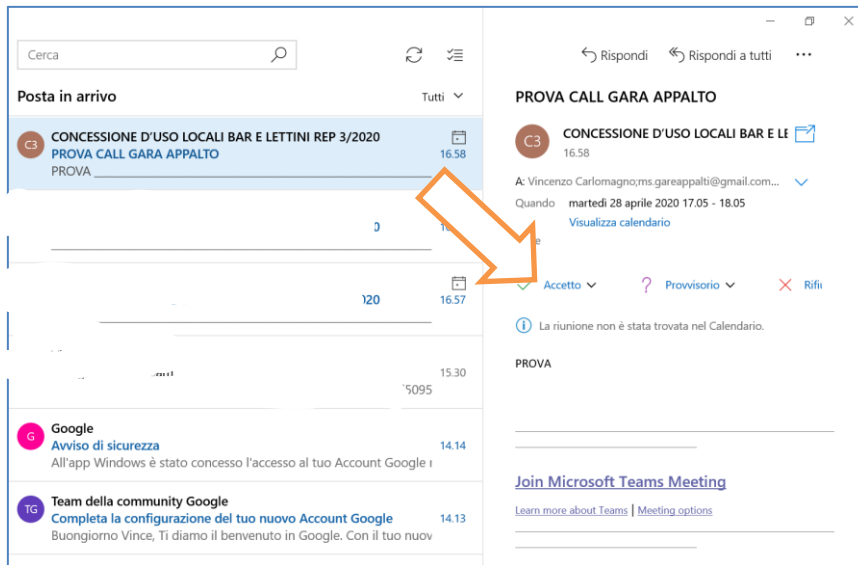 Cerca
Posta in arrivo
Tutti
C3
CONCESSIONE D'USO LOCALI BAR E LETTINI REP 3/2020
PROVA CALL GARA APPALTO
16.58
PROVA
020
16.57
15.30
5095
G
Google
Avviso di sicurezza
14.14
All'app Windows è stato concesso l'accesso al tuo Account Google
TG
Team della community Google
Completa la configurazione del tuo nuovo Account Google
14.13
Buongiorno Vince, Ti diamo il benvenuto in Google. Con il tuo nuov
Rispondi
Rispondi a tutti
...
PROVA CALL GARA APPALTO
C3
CONCESSIONE D'USO LOCALI BAR E LE
16.58
A: Vincenzo Carlomagno;ms.gareappalti@gmail.com...
Quando martedì 28 aprile 2020 17.05 - 18.05
Visualizza calendario
Accetto
? Provvisorio
Rifiu
La riunione non è stata trovata nel Calendario.
PROVA
Join Microsoft Teams Meeting
Learn more about Teams | Meeting options